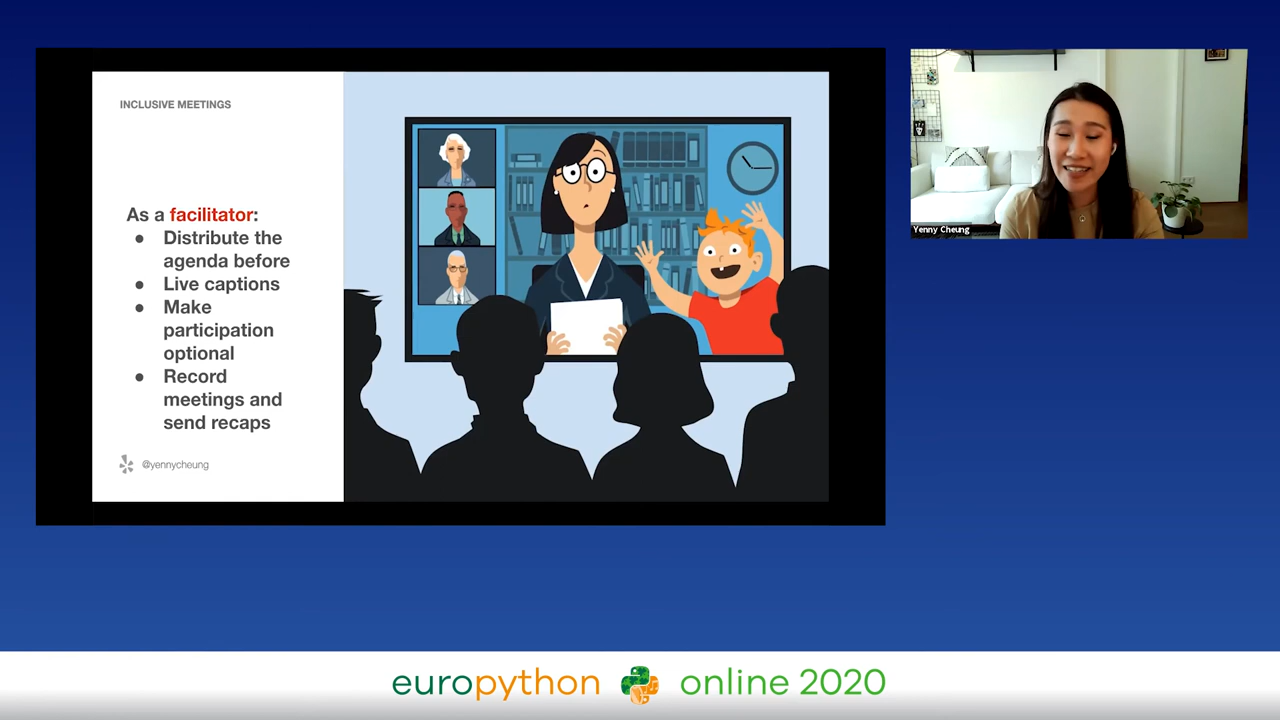 INCLUSIVE MEETINGS
As a facilitator:
● Distribute the
agenda before
● Live captions
● Make
participation
optional
● Record
meetings and
send recaps
@yennycheung
Yenny Cheung
europython online 2020